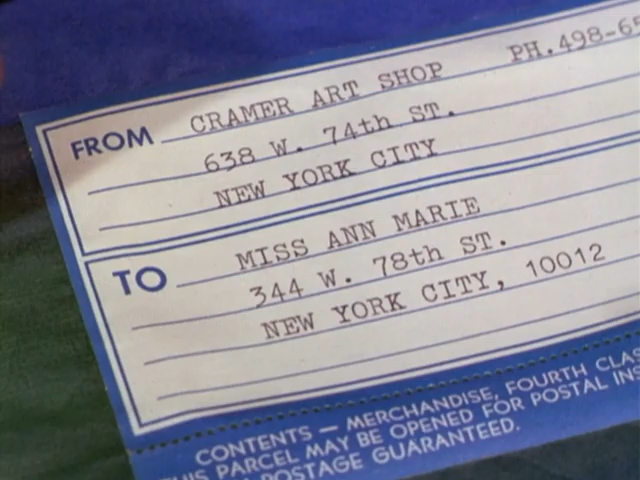 CRAMER ART SHOP PH.498-65
FROM
638 W. 74th ST.
NEW YORK CITY
MISS ANN MARIE
TO
344 W. 78th ST.
NEW YORK CITY, 10012
CONTENTS — MERCHANDISE, FOURTH CLAS
THIS PARCEL MAY BE OPENED FOR POSTAL INS
POSTAGE GUARANTEED.